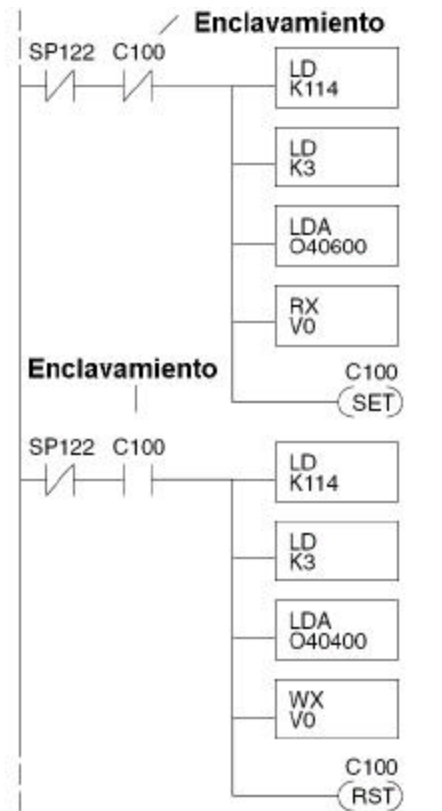 Enclavamiento
SP122 C100
LD
K114
LD
K3
LDA
O40600
RX
V0
C100
SET
Enclavamiento
SP122 C100
LD
K114
LD
K3
LDA
O40400
WX
V0
C100
RST